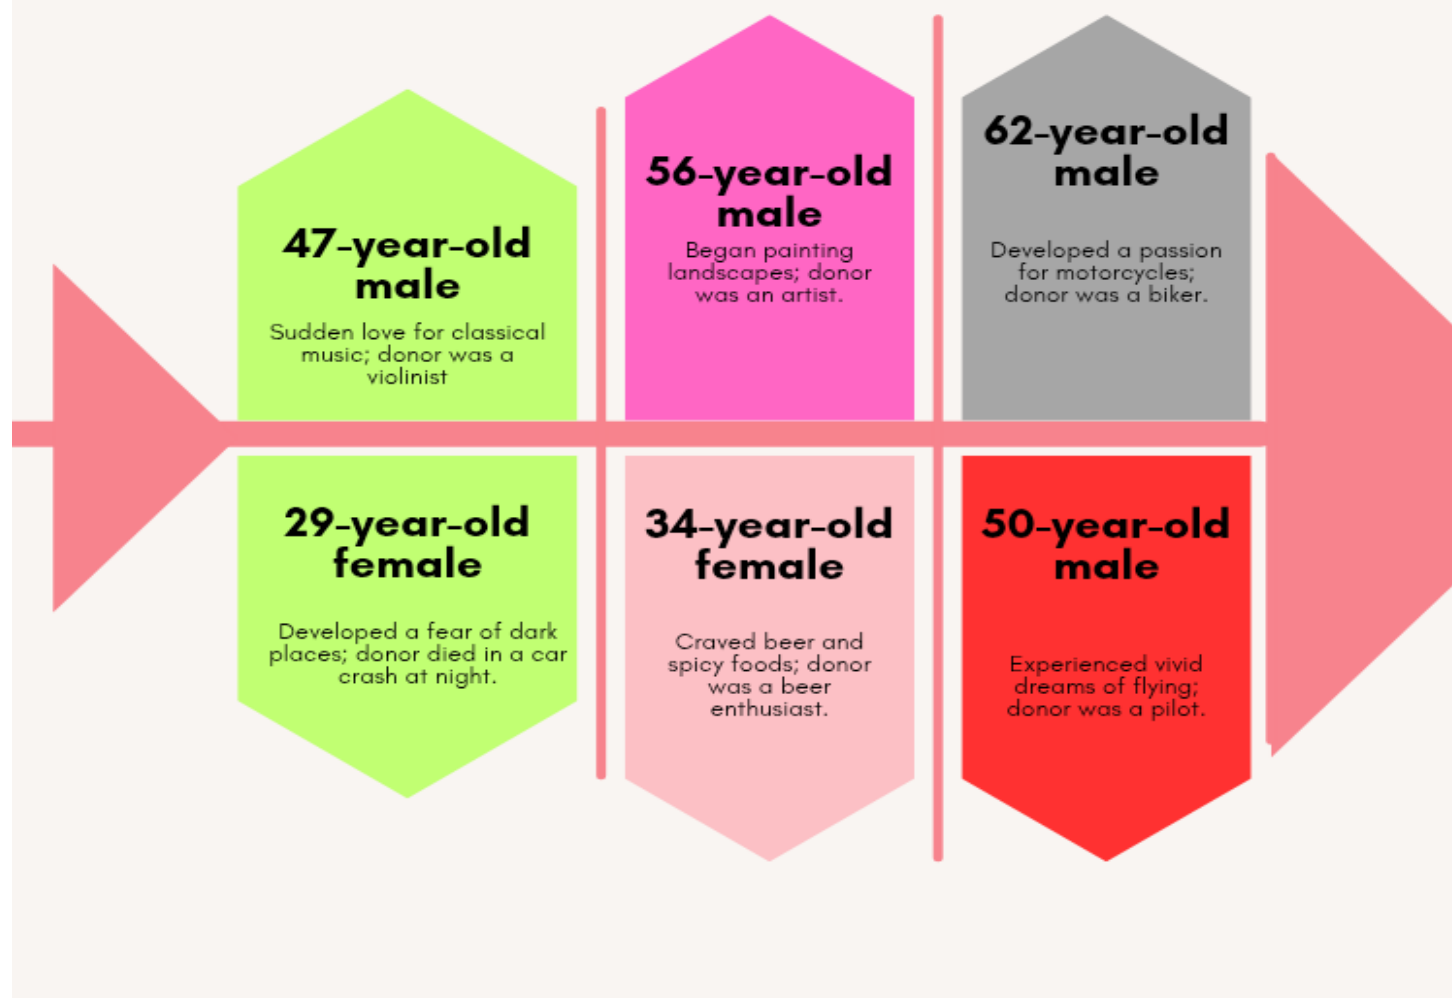 47-year-old
male
Sudden love for classical
music; donor was a
violinist
56-year-old
male
Began painting
landscapes; donor
was an artist.
62-year-old
male
Developed a passion
for motorcycles;
donor was a biker.
29-year-old
female
Developed a fear of dark
places; donor died in a car
crash at night.
34-year-old
female
Craved beer and
spicy foods; donor
was a beer
enthusiast.
50-year-old
male
Experienced vivid
dreams of flying;
donor was a pilot.